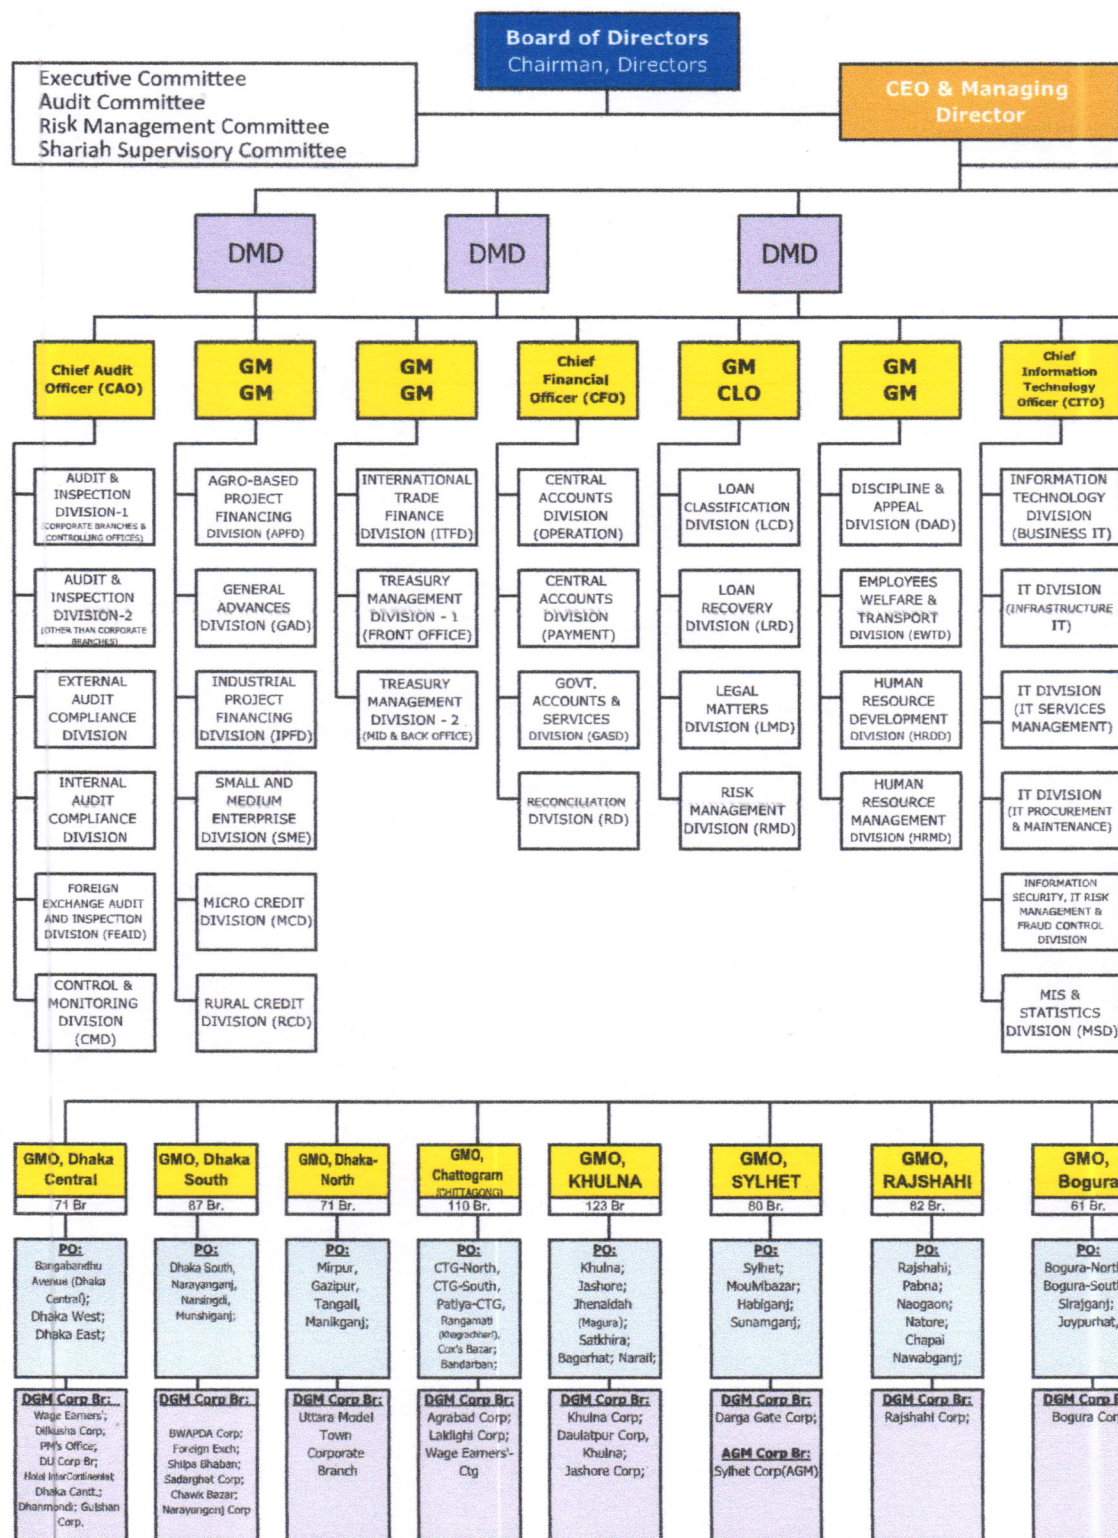 Board of Directors
Chairman, Directors
Executive Committee
Audit Committee
Risk Management Committee
Shariah Supervisory Committee
CEO & Managing
Director
DMD
DMD
DMD
Chief Audit
Officer (CAO)
GM
GM
GM
GM
Chief
Financial
Officer (CFO)
GM
CLO
GM
GM
Chief
Information
Technology
Officer (CITO)
AUDIT &
INSPECTION
DIVISION-1
(CORPORATE BRANCHES &
CONTROLLING OFFICES)
AUDIT &
INSPECTION
DIVISION-2
(OTHER THAN CORPORATE
BRANCHES)
EXTERNAL
AUDIT
COMPLIANCE
DIVISION
INTERNAL
AUDIT
COMPLIANCE
DIVISION
FOREIGN
EXCHANGE AUDIT
AND INSPECTION
DIVISION (FEAID)
CONTROL &
MONITORING
DIVISION
(CMD)
AGRO-BASED
PROJECT
FINANCING
DIVISION (APFD)
GENERAL
ADVANCES
DIVISION (GAD)
INDUSTRIAL
PROJECT
FINANCING
DIVISION (IPFD)
SMALL AND
MEDIUM
ENTERPRISE
DIVISION (SME)
MICRO CREDIT
DIVISION (MCD)
RURAL CREDIT
DIVISION (RCD)
INTERNATIONAL
TRADE
FINANCE
DIVISION (ITFD)
TREASURY
MANAGEMENT
DIVISION - 1
(FRONT OFFICE)
TREASURY
MANAGEMENT
DIVISION - 2
(MID & BACK OFFICE)
CENTRAL
ACCOUNTS
DIVISION
(OPERATION)
CENTRAL
ACCOUNTS
DIVISION
(PAYMENT)
GOVT.
ACCOUNTS &
SERVICES
DIVISION (GASD)
RECONCILIATION
DIVISION (RD)
LOAN
CLASSIFICATION
DIVISION (LCD)
LOAN
RECOVERY
DIVISION (LRD)
LEGAL
MATTERS
DIVISION (LMD)
RISK
MANAGEMENT
DIVISION (RMD)
DISCIPLINE &
APPEAL
DIVISION (DAD)
EMPLOYEES
WELFARE &
TRANSPORT
DIVISION (EWTD)
HUMAN
RESOURCE
DEVELOPMENT
DIVISION (HRDD)
HUMAN
RESOURCE
MANAGEMENT
DIVISION (HRMD)
INFORMATION
TECHNOLOGY
DIVISION
(BUSINESS IT)
IT DIVISION
(INFRASTRUCTURE
IT)
IT DIVISION
(IT SERVICES
MANAGEMENT)
IT DIVISION
(IT PROCUREMENT
& MAINTENANCE)
INFORMATION
SECURITY, IT RISK
MANAGEMENT &
FRAUD CONTROL
DIVISION
MIS &
STATISTICS
DIVISION (MSD)
GMO, Dhaka
Central
71 Br
PO:
Bangabandhu
Avenue (Dhaka
Central);
Dhaka West;
Dhaka East;
DGM Corp Br:
Wage Earners';
Dilkusha Corp;
PM's Office;
DU Corp Br;
Hotel InterContinental;
Dhaka Cantt.;
Dhanmondi; Gulshan
Corp.
GMO, Dhaka
South
87 Br.
PO:
Dhaka South,
Narayanganj,
Narsingdi,
Munshiganj;
DGM Corp Br:
BWAPDA Corp;
Foreign Exch;
Shilpa Bhaban;
Sadarghat Corp;
Chawk Bazar;
Narayangonj Corp
GMO, Dhaka-
North
71 Br.
PO:
Mirpur,
Gazipur,
Tangail,
Manikganj;
DGM Corp Br:
Uttara Model
Town
Corporate
Branch
GMO,
Chattogram
(CHITTAGONG)
110 Br.
PO:
CTG-North,
CTG-South,
Patiya-CTG,
Rangamati
(Khagrachhari),
Cox's Bazar;
Bandarban;
DGM Corp Br:
Agrabad Corp;
Laldighi Corp;
Wage Earners'-
Ctg
GMO,
KHULNA
123 Br
PO:
Khulna;
Jashore;
Jhenaidah
(Magura);
Satkhira;
Bagerhat; Narail;
DGM Corp Br:
Khulna Corp;
Daulatpur Corp,
Khulna;
Jashore Corp;
GMO,
SYLHET
80 Br.
PO:
Sylhet;
Moulvibazar;
Habiganj;
Sunamganj;
DGM Corp Br:
Darga Gate Corp;
AGM Corp Br:
Sylhet Corp(AGM)
GMO,
RAJSHAHI
82 Br.
PO:
Rajshahi;
Pabna;
Naogaon;
Natore;
Chapai
Nawabganj;
DGM Corp Br:
Rajshahi Corp;
GMO,
Bogura
61 Br.
PO:
Bogura-North
Bogura-South
Sirajganj;
Joypurhat,
DGM Corp B
Bogura Corp